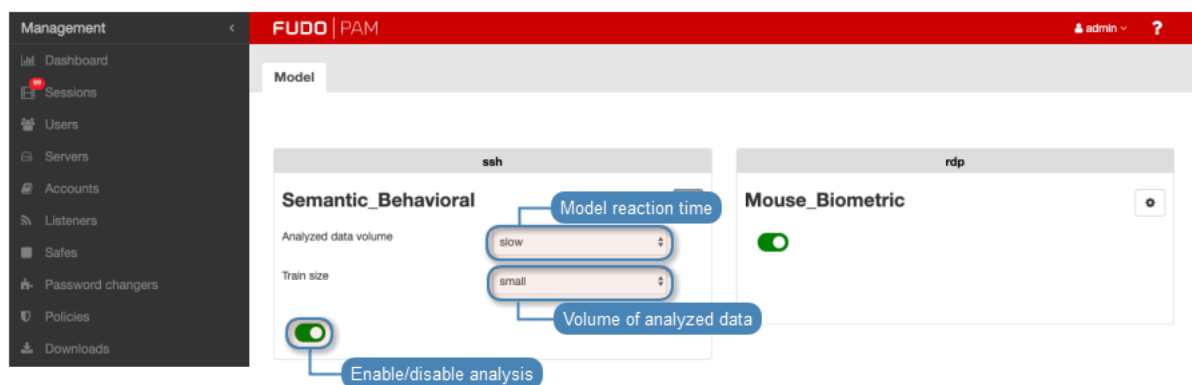 Management
FUDO PAM
admin
?
Dashboard
99
Sessions
Users
Servers
Accounts
Listeners
Safes
Password changers
Policies
Downloads
Model
ssh
Semantic_Behavioral
Model reaction time
Analyzed data volume
slow
Train size
small
Volume of analyzed data
Enable/disable analysis
rdp
Mouse_Biometric